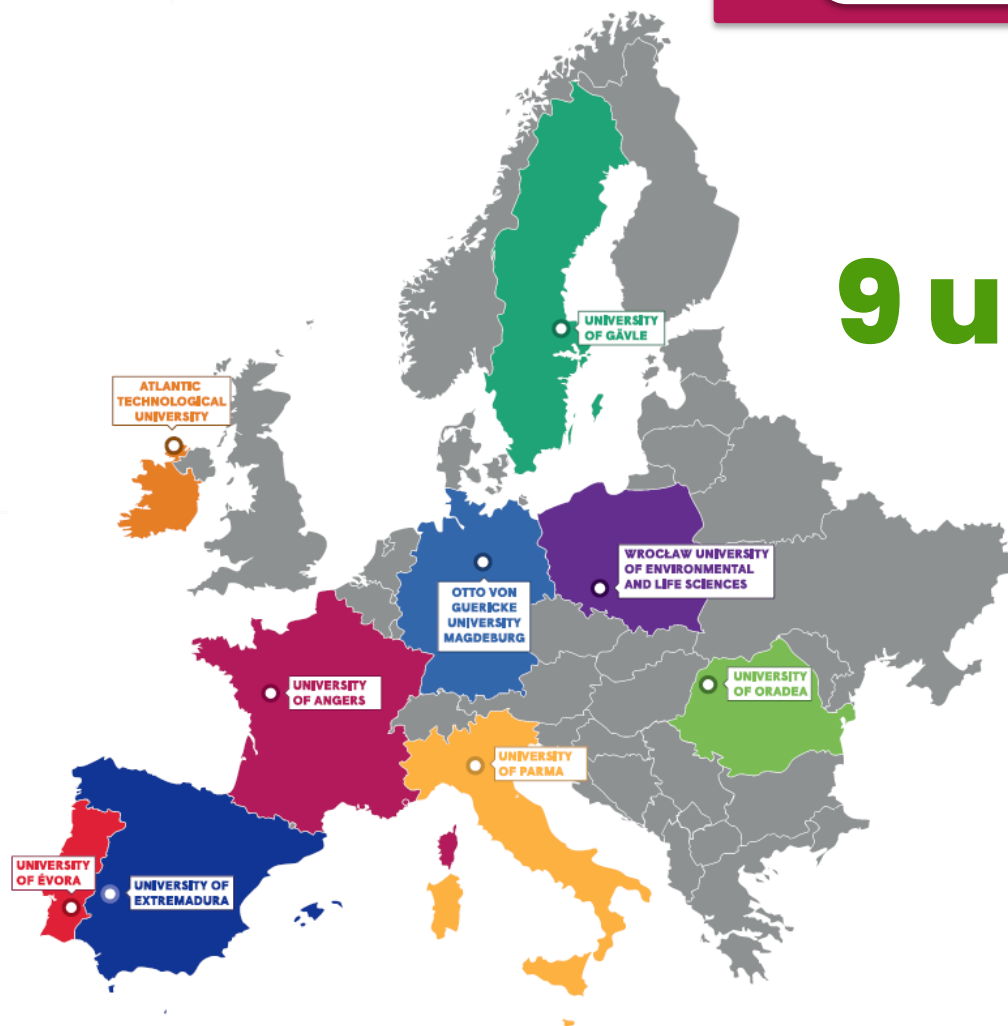 9 u
UNIVERSITY
OF GÄVLE
ATLANTIC
TECHNOLOGICAL
UNIVERSITY
WROCŁAW UNIVERSITY
OF ENVIRONMENTAL
AND LIFE SCIENCES
OTTO VON
GUERICKE
UNIVERSITY
MAGDEBURG
UNIVERSITY
OF ANGERS
UNIVERSITY
OF ORADEA
UNIVERSITY
OF PARMA
UNIVERSITY
OF ÉVORA
UNIVERSITY OF
EXTREMADURA